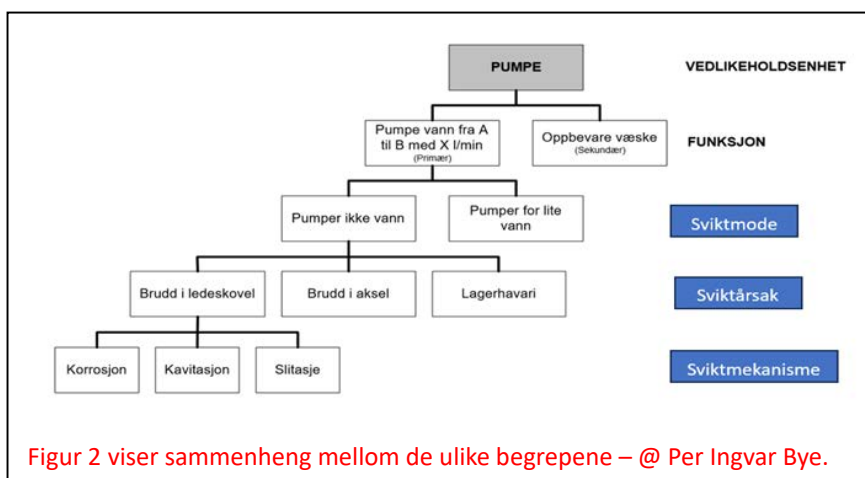 PUMPE
VEDLIKEHOLDSENHET
Pumpe vann fra A
til B med X l/min
(Primær)
Oppbevare væske
(Sekundær)
FUNKSJON
Pumper ikke vann
Pumper for lite
vann
Sviktmode
Brudd i ledeskovel
Brudd i aksel
Lagerhavari
Sviktårsak
Korrosjon
Kavitasjon
Slitasje
Sviktmekanisme
Figur 2 viser sammenheng mellom de ulike begrepene – @ Per Ingvar Bye.